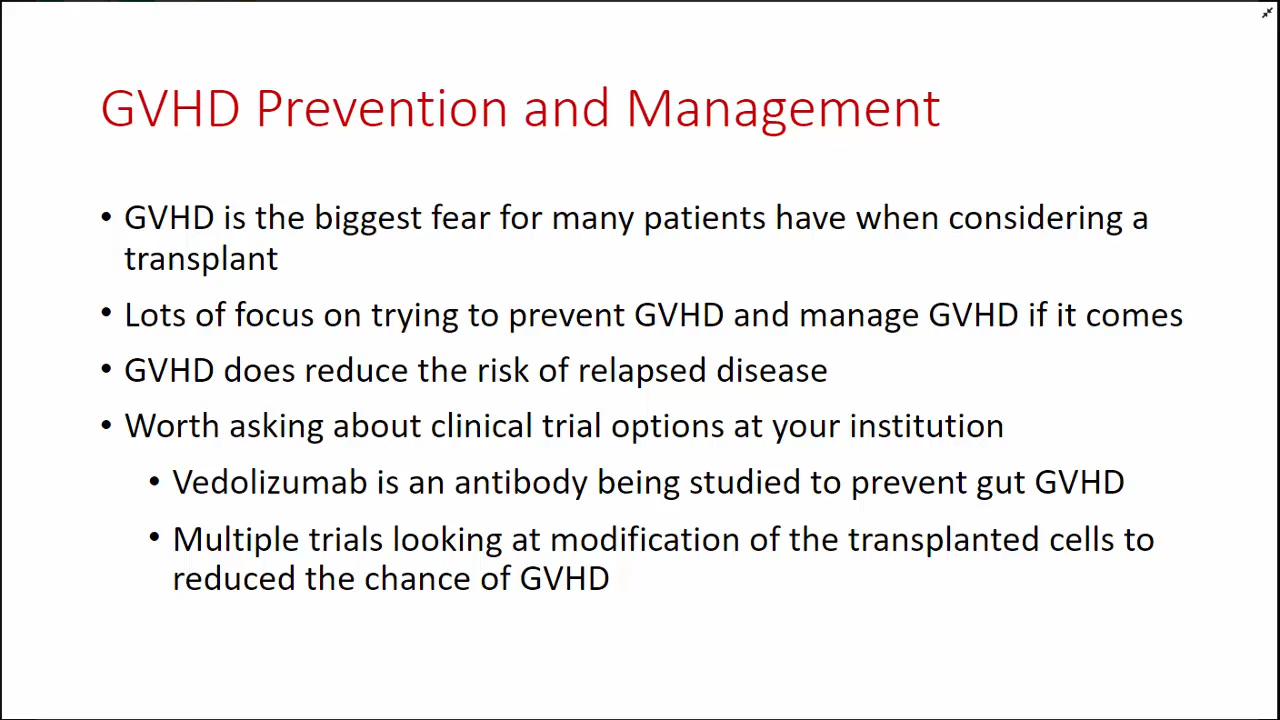 GVHD Prevention and Management
• GVHD is the biggest fear for many patients have when considering a
transplant
• Lots of focus on trying to prevent GVHD and manage GVHD if it comes
• GVHD does reduce the risk of relapsed disease
• Worth asking about clinical trial options at your institution
• Vedolizumab is an antibody being studied to prevent gut GVHD
• Multiple trials looking at modification of the transplanted cells to
reduced the chance of GVHD